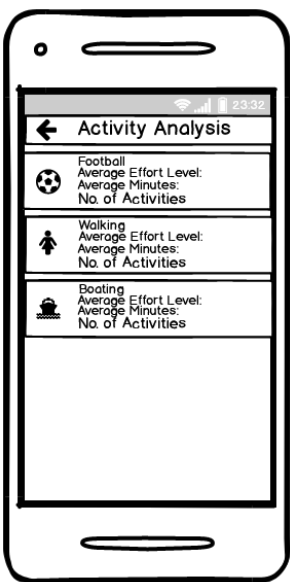 23:32
Activity Analysis
Football
Average Effort Level:
Average Minutes:
No. of Activities
Walking
Average Effort Level:
Average Minutes:
No. of Activities
Boating
Average Effort Level:
Average Minutes:
No. of Activities